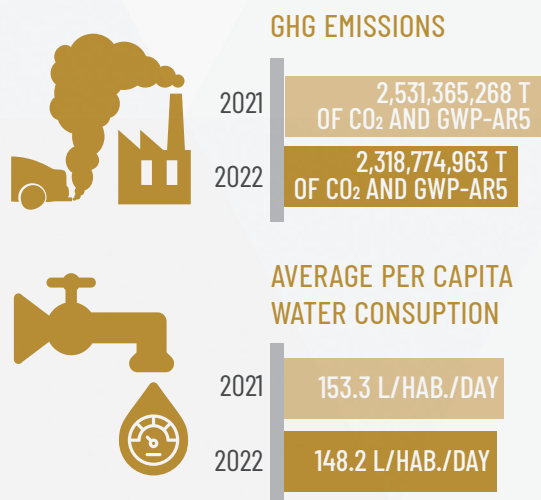 GHG EMISSIONS
2021
2,531,365,268 T
OF CO₂ AND GWP-AR5
2022
2,318,774,963 T
OF CO₂ AND GWP-AR5
AVERAGE PER CAPITA
WATER CONSUPTION
2021
153.3 L/HAB./DAY
2022
148.2 L/HAB./DAY